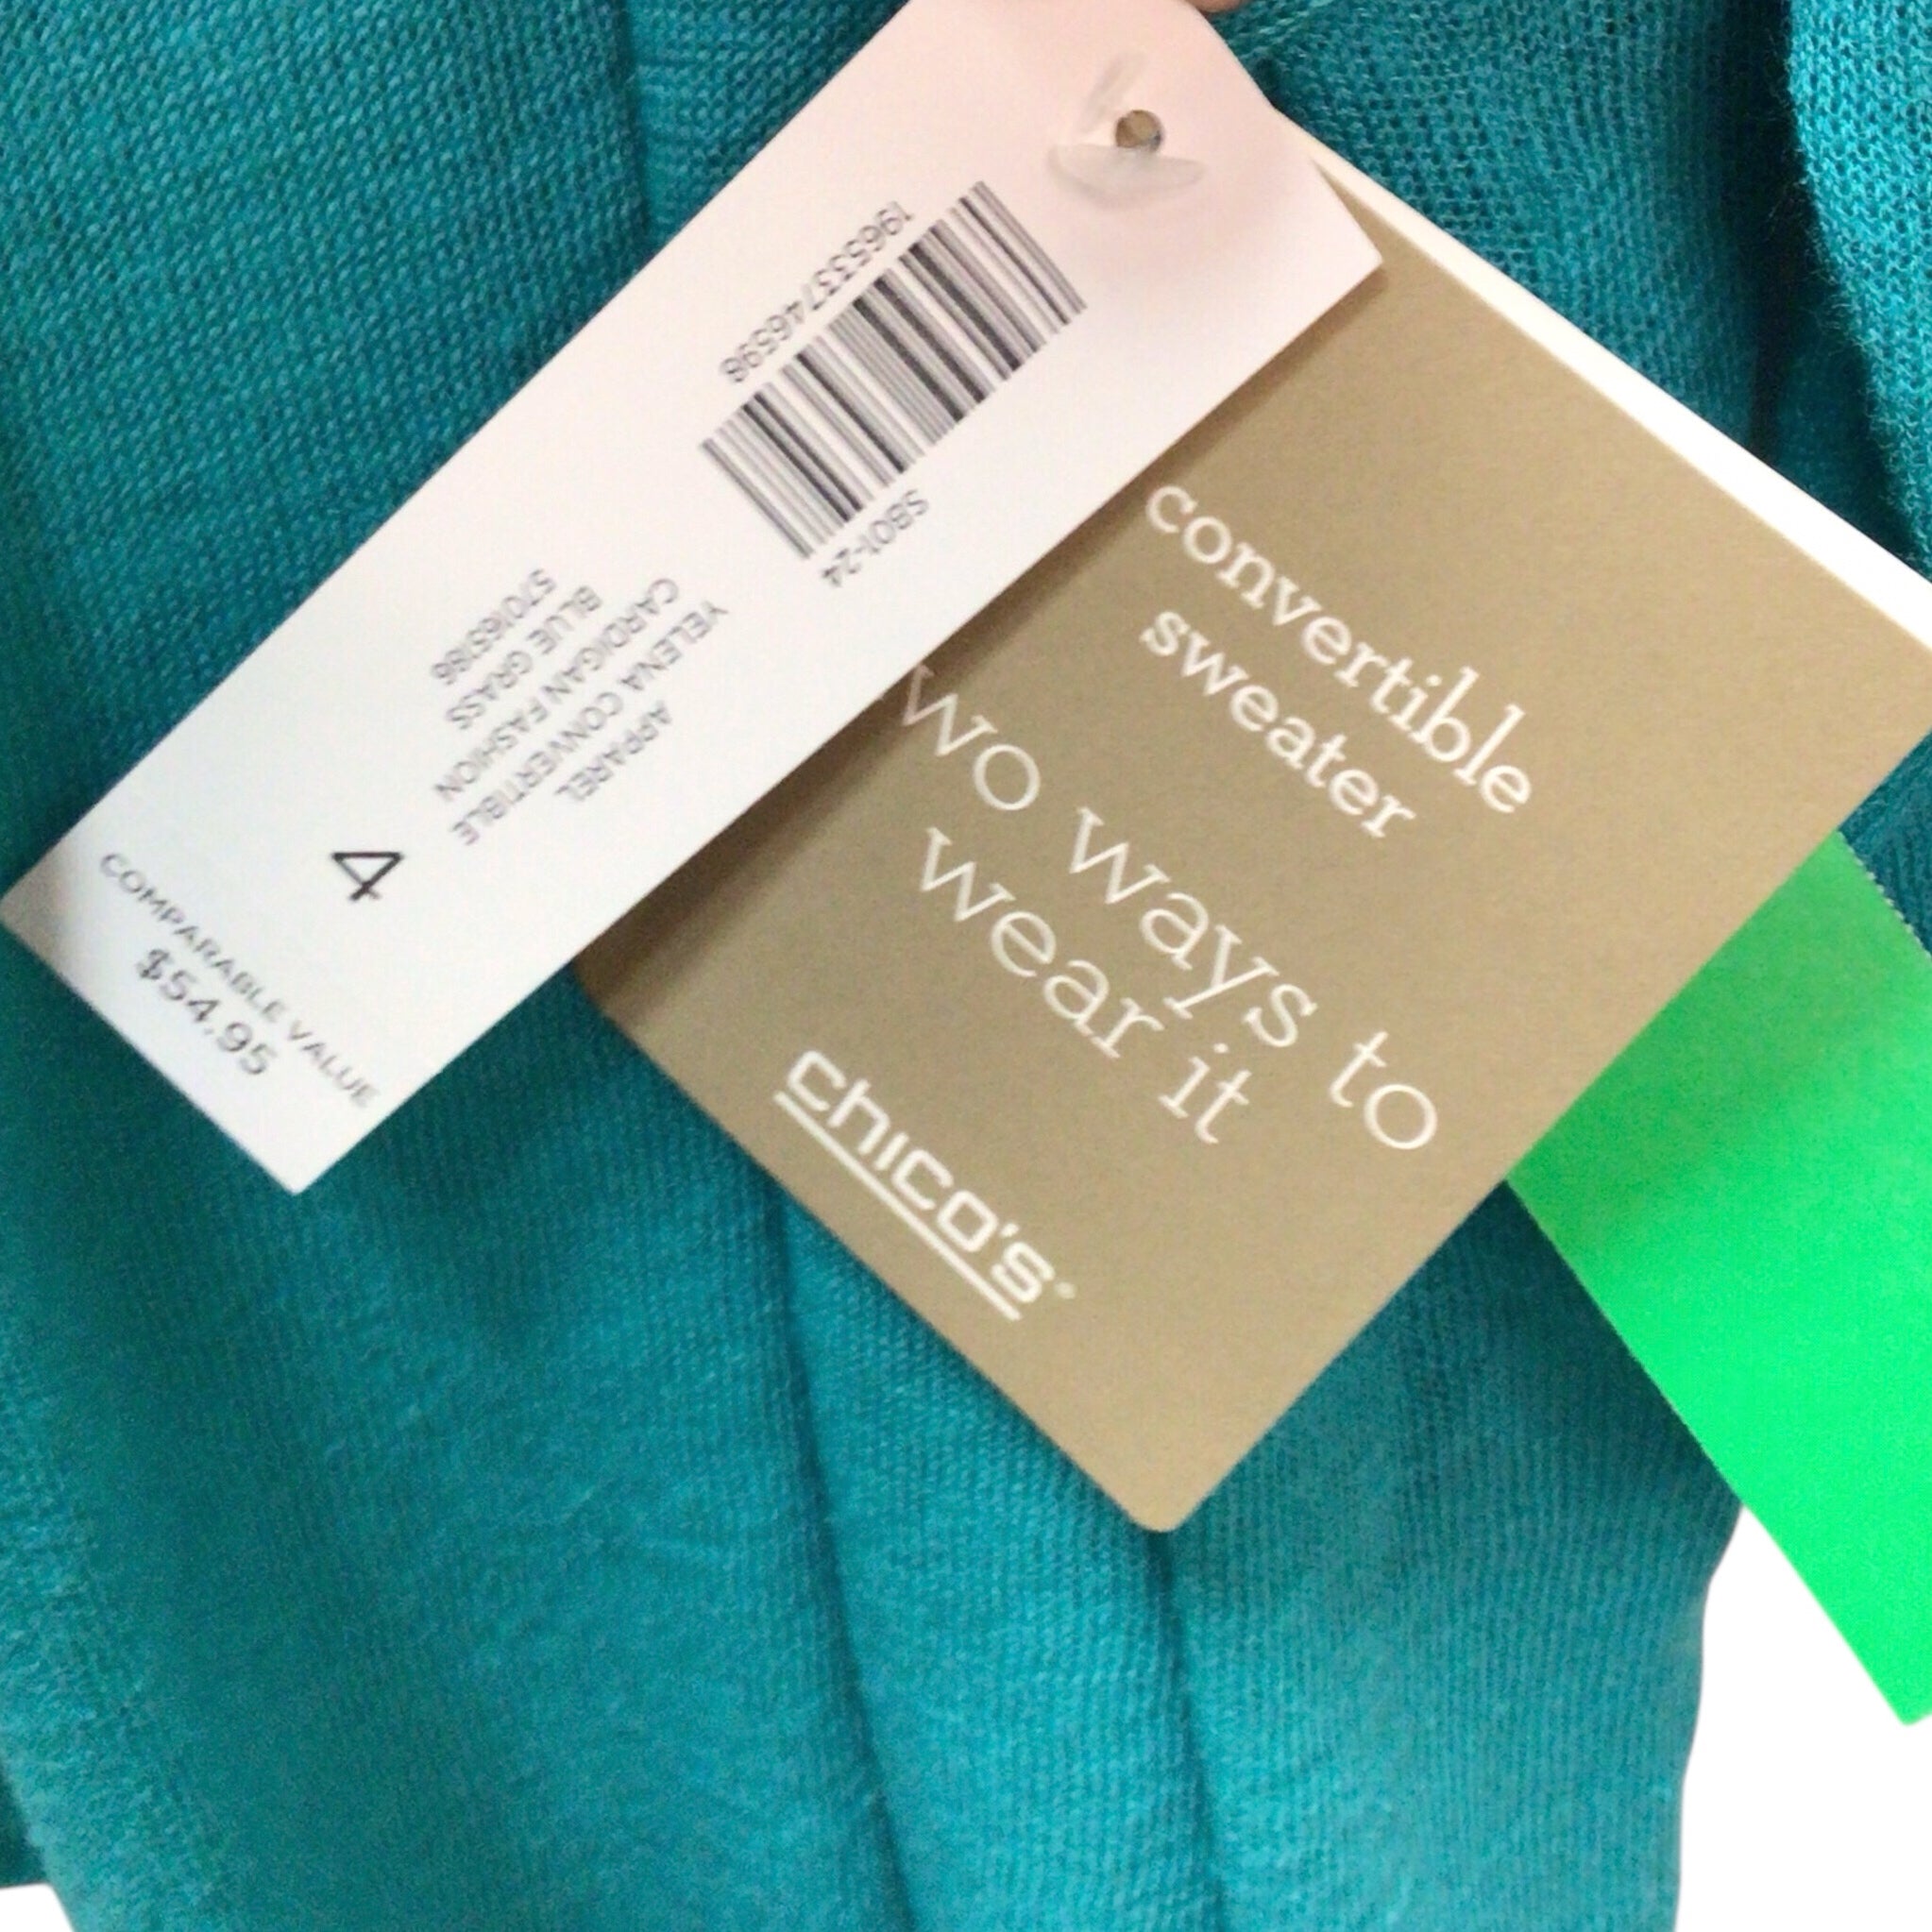 196533746598
SB01-24
APPAREL
YELENA CONVERTIBLE
CARDIGAN FASHION
BLUE GRASS
570165186
4
COMPARABLE VALUE
$54.95
convertible
sweater
wo ways to
wear it
chico's®